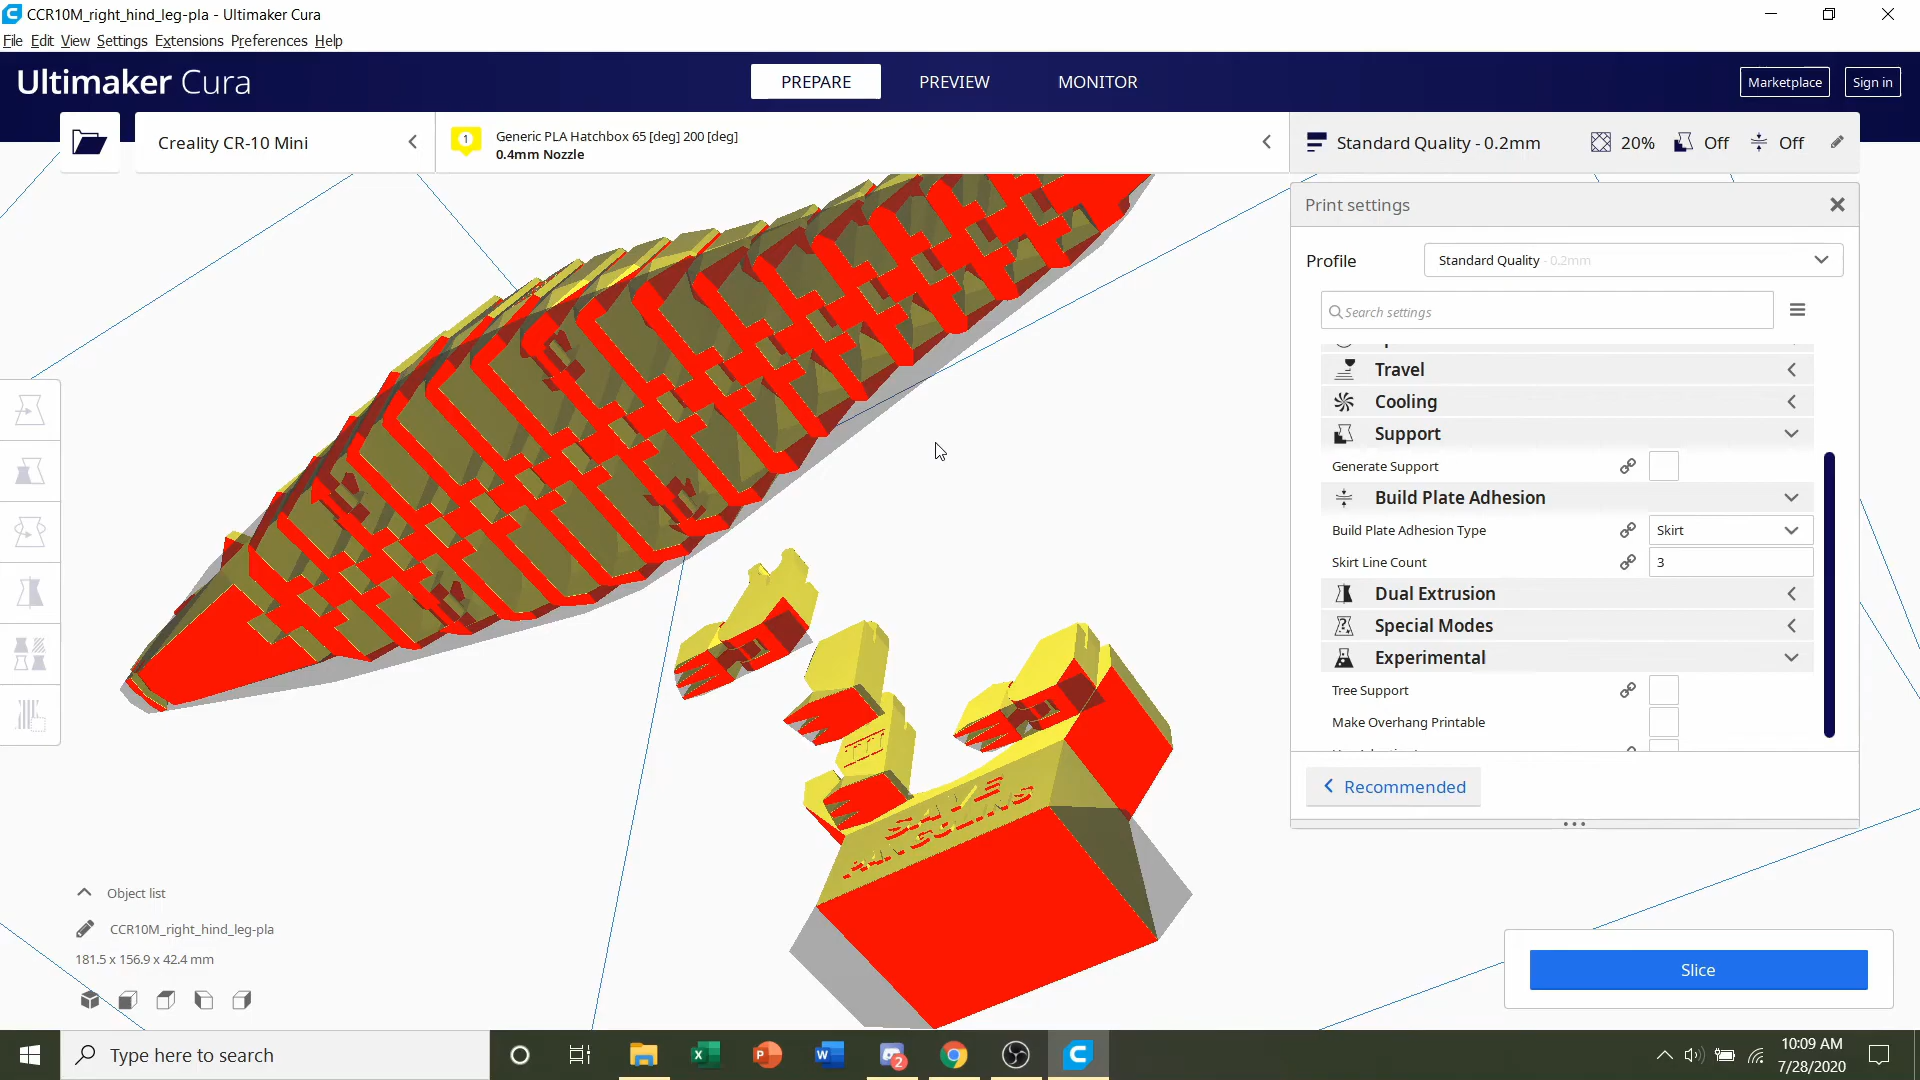 CCR10M_right_hind_leg-pla - Ultimaker Cura
File Edit View Settings Extensions Preferences Help
Ultimaker Cura
PREPARE
PREVIEW
MONITOR
Marketplace
Sign in
Creality CR-10 Mini
1
Generic PLA Hatchbox 65 [deg] 200 [deg]
0.4mm Nozzle
Standard Quality - 0.2mm
20%
Off
Off
Print settings
Profile
Standard Quality - 0.2mm
Search settings
Travel
Cooling
Support
Generate Support
Build Plate Adhesion
Build Plate Adhesion Type
Skirt
Skirt Line Count
3
Dual Extrusion
Special Modes
Experimental
Tree Support
Make Overhang Printable
Recommended
SAVE
Object list
CCR10M_right_hind_leg-pla
181.5 x 156.9 x 42.4 mm
Slice
Type here to search
2
10:09 AM
7/28/2020